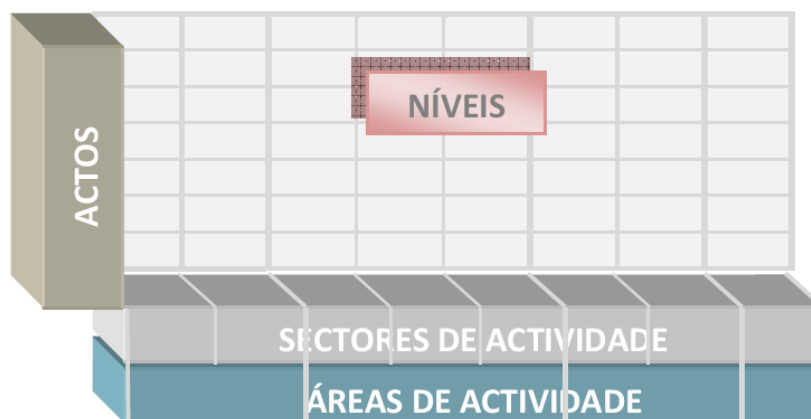 NÍVEIS
ACTOS
SECTORES DE ACTIVIDADE
ÁREAS DE ACTIVIDADE